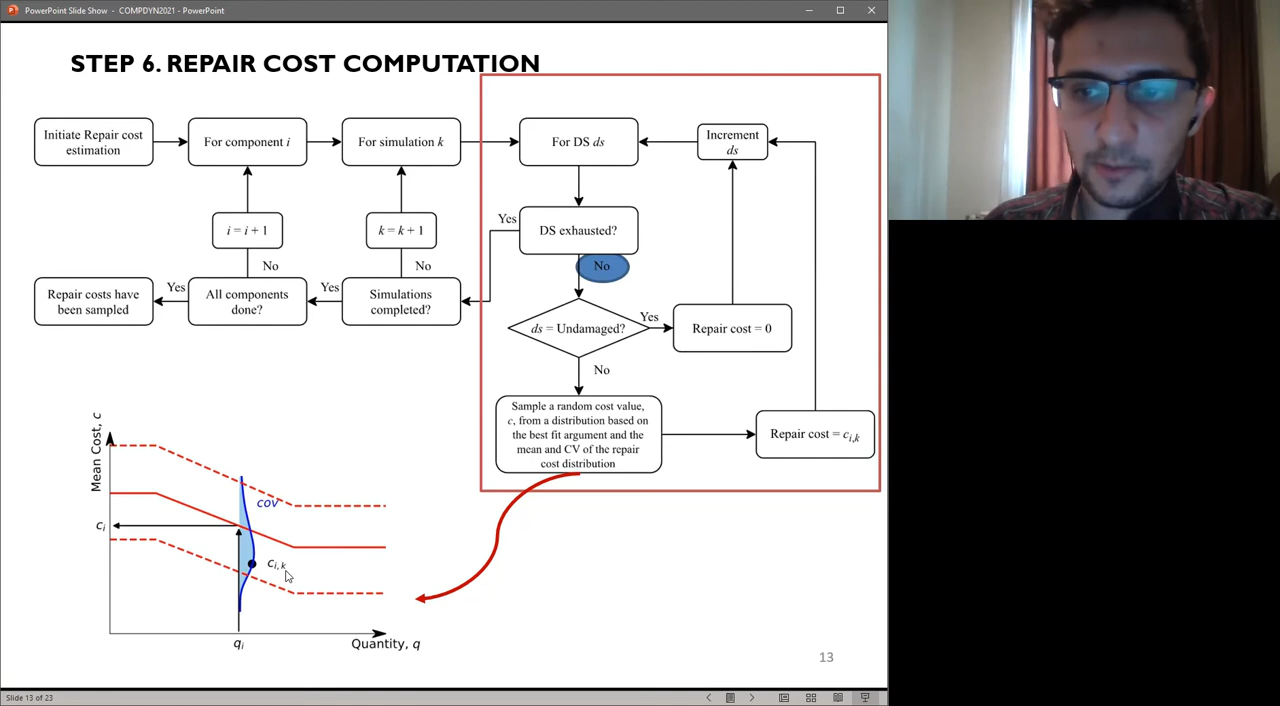 PowerPoint Slide Show - COMPDYN2021 - PowerPoint
STEP 6. REPAIR COST COMPUTATION
Initiate Repair cost
estimation
For component i
For simulation k
For DS ds
Increment
ds
i = i + 1
k = k + 1
Yes
DS exhausted?
No
No
No
Repair costs have
been sampled
Yes
All components
done?
Yes
Simulations
completed?
ds = Undamaged?
Yes
Repair cost = 0
No
Sample a random cost value,
c, from a distribution based on
the best fit argument and the
mean and CV of the repair
cost distribution
Repair cost = ci,k
Mean Cost, c
cov
ci
ci,k
qi
Quantity, q
13
Slide 13 of 23